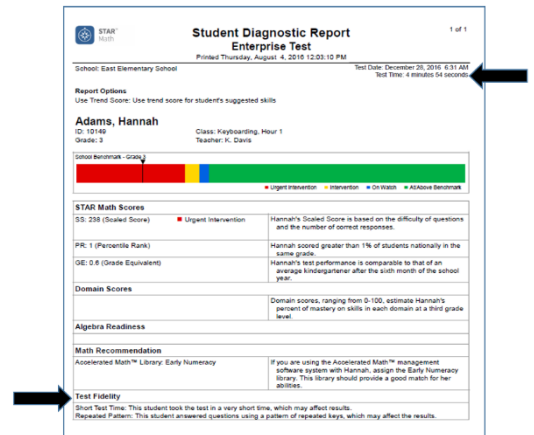 STAR™
Math
Student Diagnostic Report
1 of 1
Enterprise Test
Printed Thursday, August 4, 2016 12:03:10 PM
School: East Elementary School
Test Date: December 28, 2016 6:31 AM
Test Time: 4 minutes 54 seconds
Report Options
Use Trend Score: Use trend score for student's suggested skills
Adams, Hannah
ID: 10149
Class: Keyboarding, Hour 1
Grade: 3
Teacher: K. Davis
School Benchmark - Grade 3
Urgent Intervention
Intervention
On Watch
At/Above Benchmark
STAR Math Scores
SS: 238 (Scaled Score)
Urgent Intervention
Hannah's Scaled Score is based on the difficulty of questions
and the number of correct responses.
PR: 1 (Percentile Rank)
Hannah scored greater than 1% of students nationally in the
same grade.
GE: 0.6 (Grade Equivalent)
Hannah's test performance is comparable to that of an
average kindergartener after the sixth month of the school
year.
Domain Scores
Domain scores, ranging from 0-100, estimate Hannah's
percent of mastery on skills in each domain at a third grade
level.
Algebra Readiness
Math Recommendation
Accelerated Math™ Library: Early Numeracy
If you are using the Accelerated Math™ management
software system with Hannah, assign the Early Numeracy
library. This library should provide a good match for her
abilities.
Test Fidelity
Short Test Time: This student took the test in a very short time, which may affect results.
Repeated Pattern: This student answered questions using a pattern of repeated keys, which may affect the results.